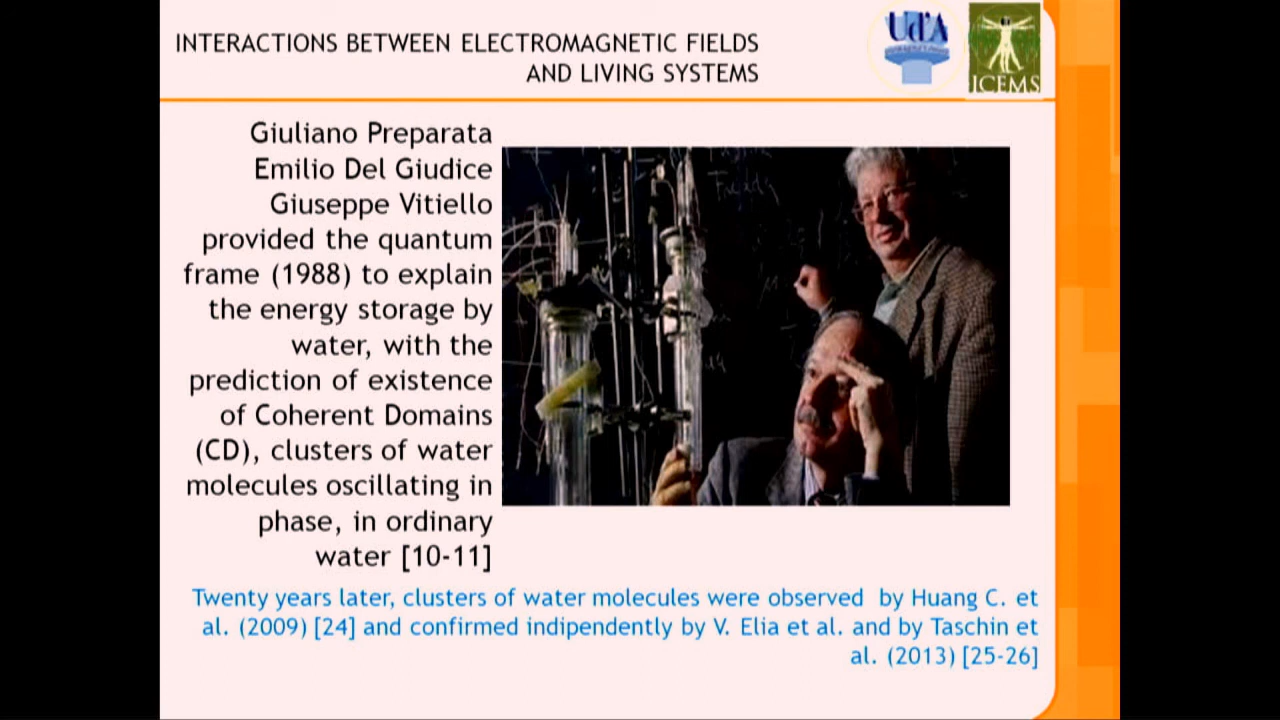 INTERACTIONS BETWEEN ELECTROMAGNETIC FIELDS
AND LIVING SYSTEMS
Ud'A
ICEMS
Giuliano Preparata
Emilio Del Giudice
Giuseppe Vitiello
provided the quantum
frame (1988) to explain
the energy storage by
water, with the
prediction of existence
of Coherent Domains
(CD), clusters of water
molecules oscillating in
phase, in ordinary
water [10-11]
Twenty years later, clusters of water molecules were observed by Huang C. et
al. (2009) [24] and confirmed indipendently by V. Elia et al. and by Taschin et
al. (2013) [25-26]